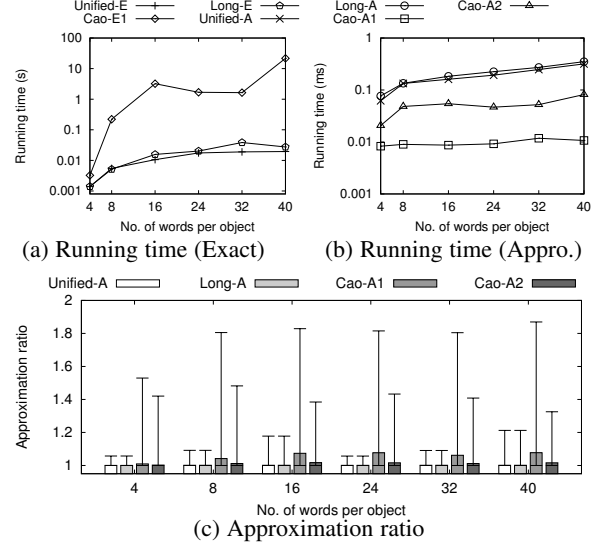 Unified-E Long-E Long-A Cao-A2
Cao-E1 Unified-A Cao-A1
100
10
1
0.1
0.01
0.001
Running time (s)
4 8 16 24 32 40
No. of words per object
(a) Running time (Exact)
1
0.1
0.01
0.001
Running time (ms)
4 8 16 24 32 40
No. of words per object
(b) Running time (Appro.)
Unified-A Long-A Cao-A1 Cao-A2
2
1.8
1.6
1.4
1.2
1
Approximation ratio
4 8 16 24 32 40
No. of words per object
(c) Approximation ratio